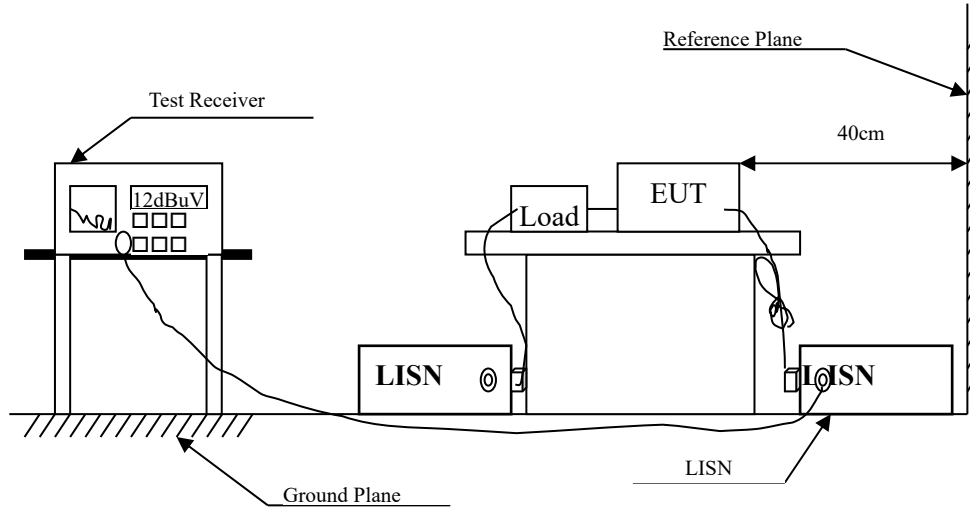 Reference Plane
Test Receiver
40cm
12dBuV
Load
EUT
LISN
LISN
LISN
Ground Plane